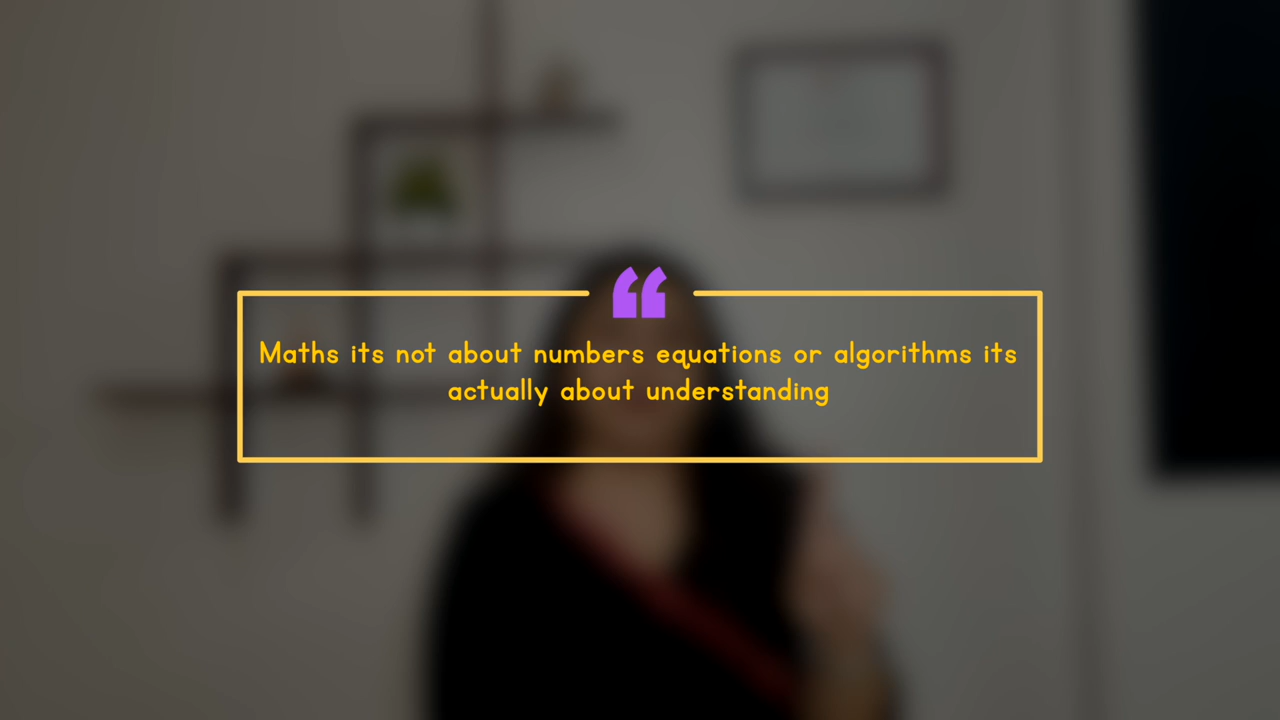 Maths its not about numbers equations or algorithms its
actually about understanding